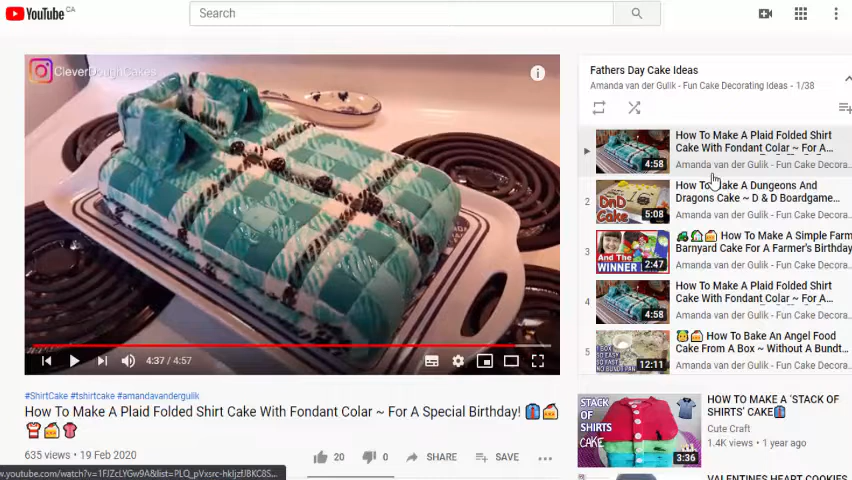 YouTube CA
Search
CleverDoughCakes
4:37 / 4:57
#ShirtCake #tshirtcake #amandavandergulik
How To Make A Plaid Folded Shirt Cake With Fondant Colar ~ For A Special Birthday!
635 views • 19 Feb 2020
20
0
SHARE
SAVE
Fathers Day Cake Ideas
Amanda van der Gulik - Fun Cake Decorating Ideas - 1/38
4:58
How To Make A Plaid Folded Shirt
Cake With Fondant Colar ~ For A...
Amanda van der Gulik - Fun Cake Decora...
2
DnD
Cake
5:08
How To Make A Dungeons And
Dragons Cake ~ D & D Boardgame...
Amanda van der Gulik - Fun Cake Decora...
3
And The
WINNER
2:47
How To Make A Simple Farm
Barnyard Cake For A Farmer's Birthday
Amanda van der Gulik - Fun Cake Decora...
4
4:58
How To Make A Plaid Folded Shirt
Cake With Fondant Colar ~ For A...
Amanda van der Gulik - Fun Cake Decora...
5
1 BOX
SO EASY
SO FAST
NO BUNDT PAN
12:11
How To Bake An Angel Food
Cake From A Box ~ Without A Bundt...
Amanda van der Gulik - Fun Cake Decora...
STACK
OF
SHIRTS
CAKE
3:36
HOW TO MAKE A 'STACK OF
SHIRTS' CAKE
Cute Craft
1.4K views • 1 year ago
VALENTINES HEART COOKIES